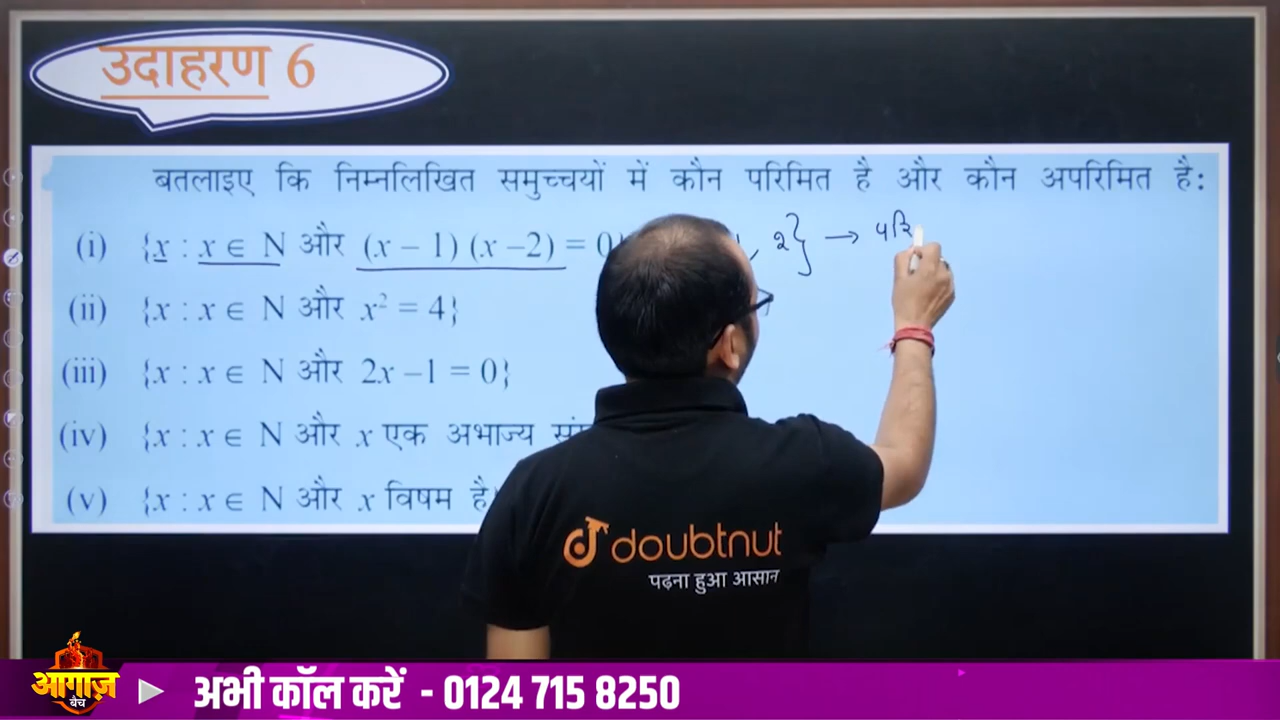 उदाहरण 6
बतलाइए कि निम्नलिखित समुच्चयों में कौन परिमित है और कौन अपरिमित है:
(i) {x : x ∈ N और (x – 1) (x –2) = 0} , 2} → परि
(ii) {x : x ∈ N और x² = 4}
(iii) {x : x ∈ N और 2x –1 = 0}
(iv) {x : x ∈ N और x एक अभाज्य
(v) {x : x ∈ N और x विषम है}
doubtnut
पढ़ना हुआ आसान
आगाज़
बैच
अभी कॉल करें - 0124 715 8250